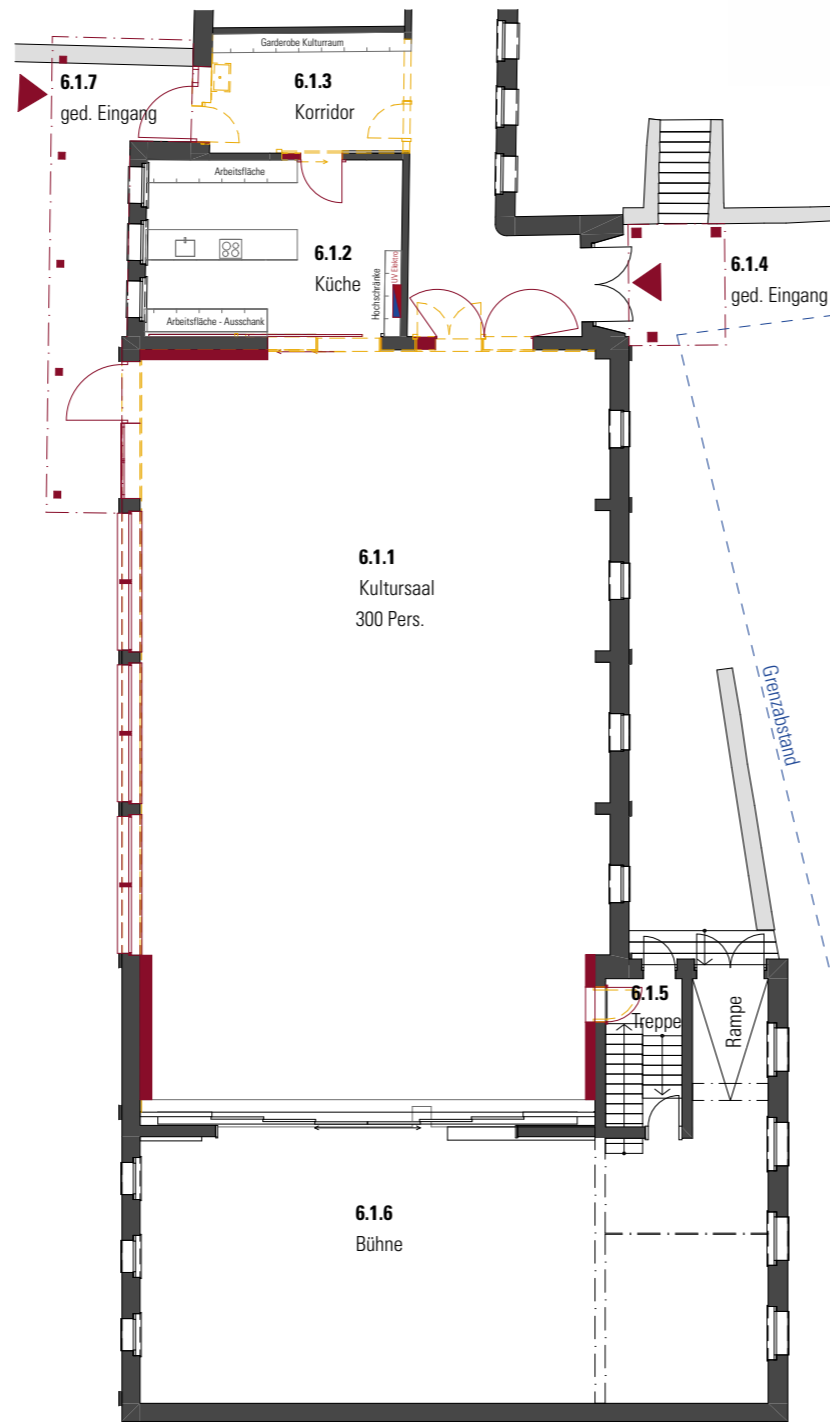 Garderobe Kulturraum
6.1.7
ged. Eingang
6.1.3
Korridor
Arbeitsfläche
6.1.2
Küche
Hochschränke
UV Elektro
Arbeitsfläche - Ausschank
6.1.4
ged. Eingang
6.1.1
Kultursaal
300 Pers.
Grenzabstand
6.1.5
Treppe
Rampe
6.1.6
Bühne